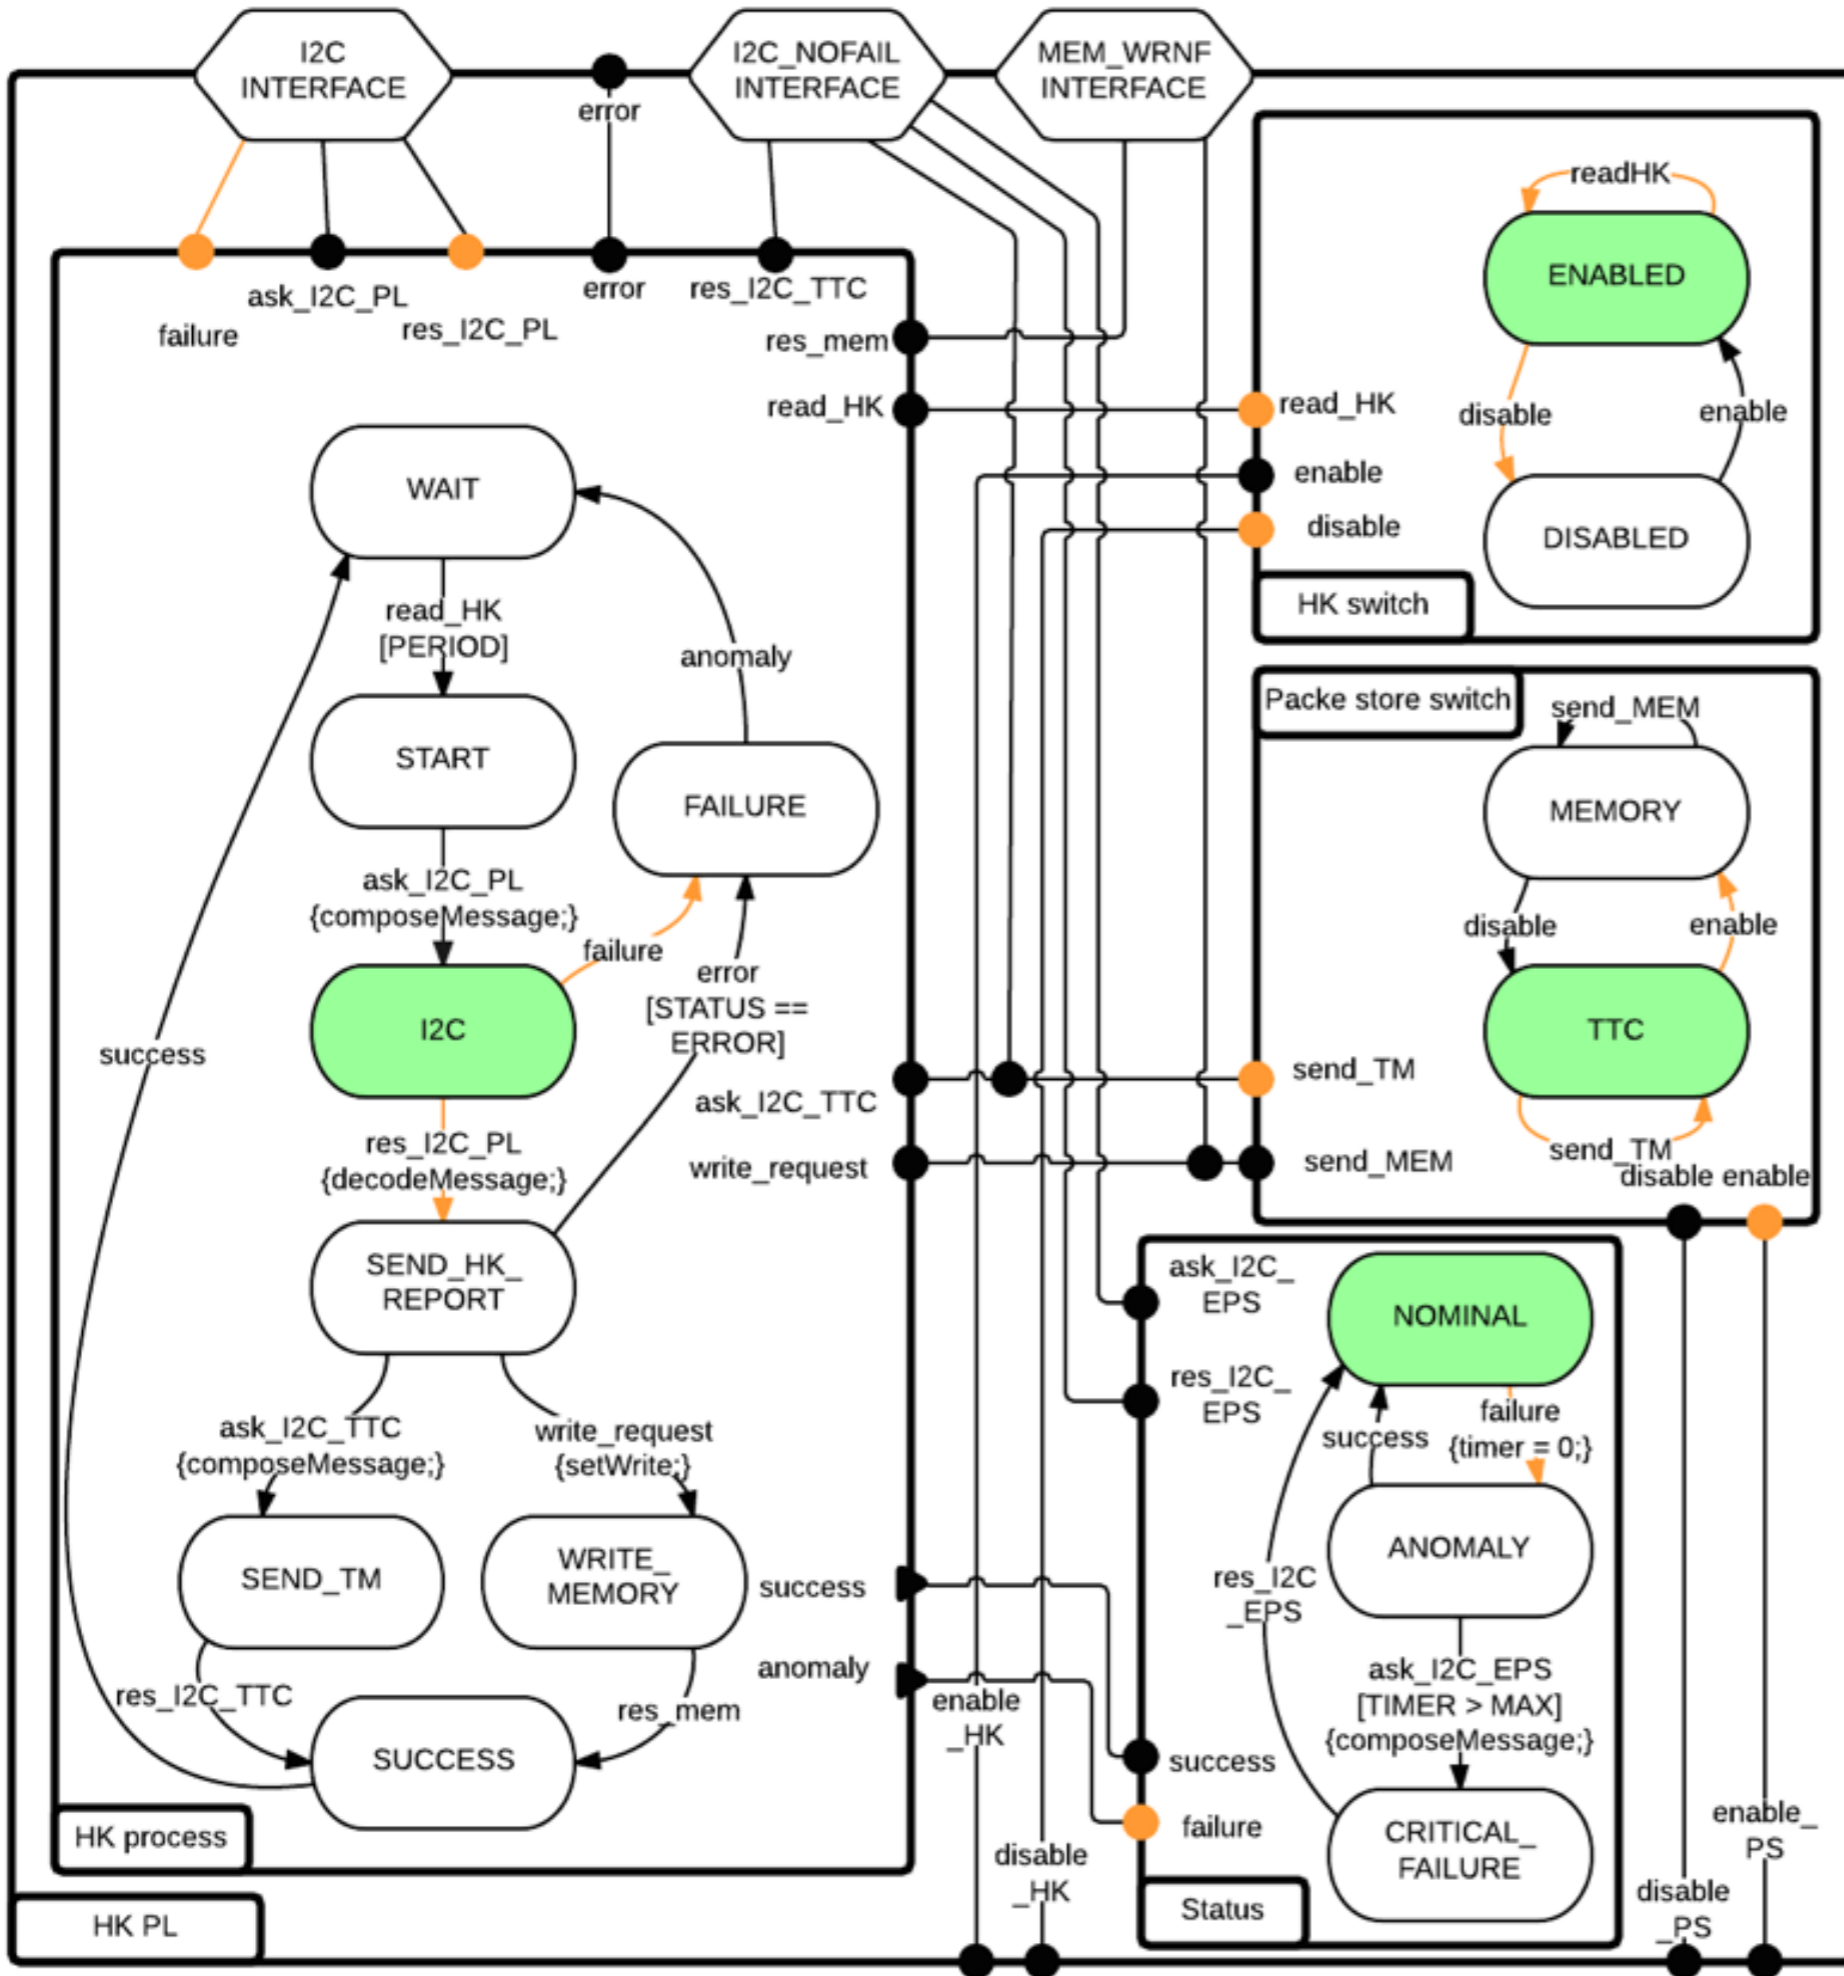 I2C
INTERFACE
error
I2C_NOFAIL
INTERFACE
MEM_WRNF
INTERFACE
failure
ask_I2C_PL
res_I2C_PL
error
res_I2C_TTC
res_mem
read_HK
WAIT
read_HK
[PERIOD]
anomaly
START
FAILURE
ask_I2C_PL
{composeMessage;}
failure
error
[STATUS ==
ERROR]
I2C
success
res_I2C_PL
{decodeMessage;}
ask_I2C_TTC
write_request
SEND_HK_
REPORT
ask_I2C_TTC
{composeMessage;}
write_request
{setWrite;}
SEND_TM
WRITE_
MEMORY
success
anomaly
res_I2C_TTC
res_mem
SUCCESS
HK process
HK PL
readHK
ENABLED
read_HK
enable
disable
disable
enable
DISABLED
HK switch
Packe store switch
send_MEM
MEMORY
disable
enable
TTC
send_TM
send_TM
send_MEM
disable enable
ask_I2C_
EPS
res_I2C_
EPS
NOMINAL
success
failure
{timer = 0;}
ANOMALY
res_I2C
_EPS
ask_I2C_EPS
[TIMER > MAX]
{composeMessage;}
CRITICAL_
FAILURE
success
failure
Status
enable
_HK
disable
_HK
disable
_PS
enable_
PS